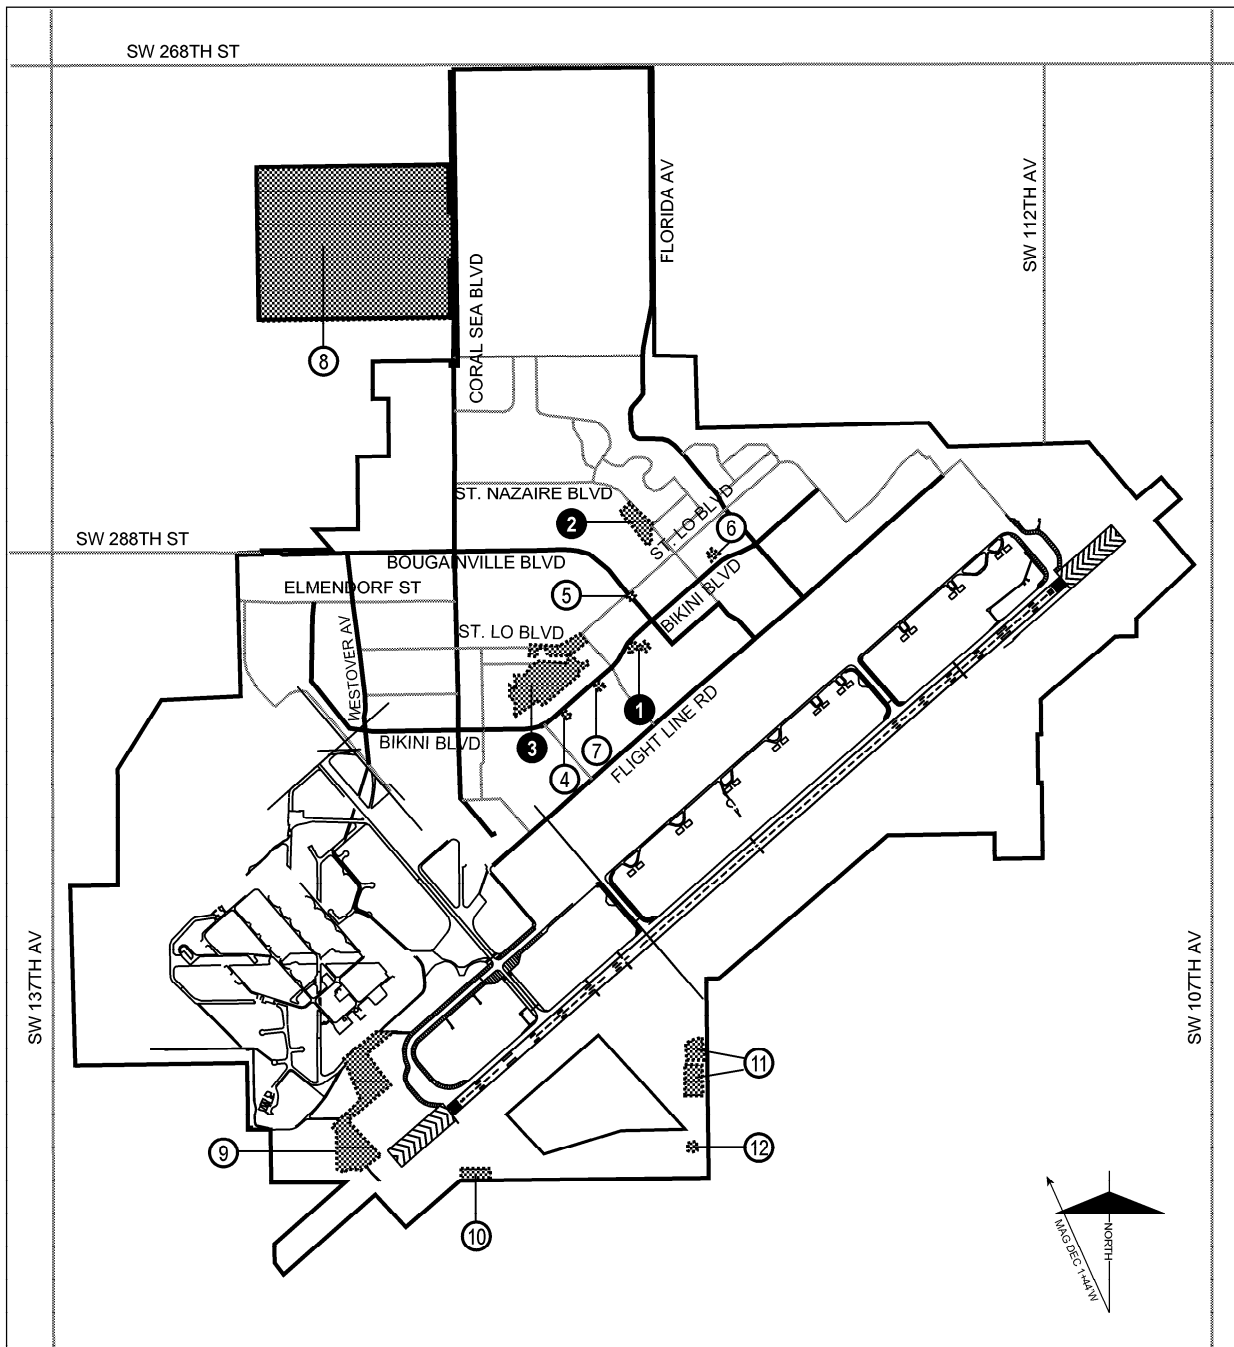 SW 268TH ST
FLORIDA AV
SW 112TH AV
CORAL SEA BLVD
8
ST. NAZAIRE BLVD
2
ST. LO BLVD
6
SW 288TH ST
BOUGAINVILLE BLVD
ELMENDORF ST
5
BIKINI BLVD
ST. LO BLVD
WESTOVER AV
1
3
BIKINI BLVD
7
4
FLIGHT LINE RD
SW 137TH AV
SW 107TH AV
11
9
12
10
MAG DEC 1+44'W
NORTH